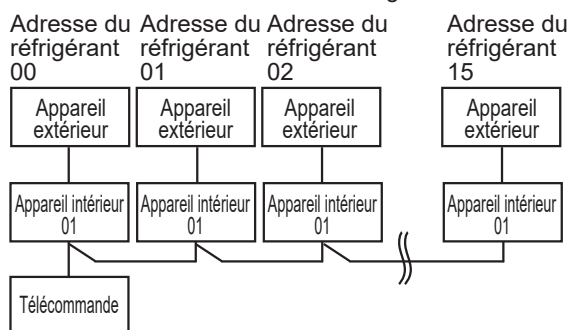 Adresse du
réfrigérant
00
Adresse du
réfrigérant
01
Adresse du
réfrigérant
02
Adresse du
réfrigérant
15
Appareil
extérieur
Appareil
extérieur
Appareil
extérieur
Appareil
extérieur
Appareil intérieur
01
Appareil intérieur
01
Appareil intérieur
01
Appareil intérieur
01
Télécommande